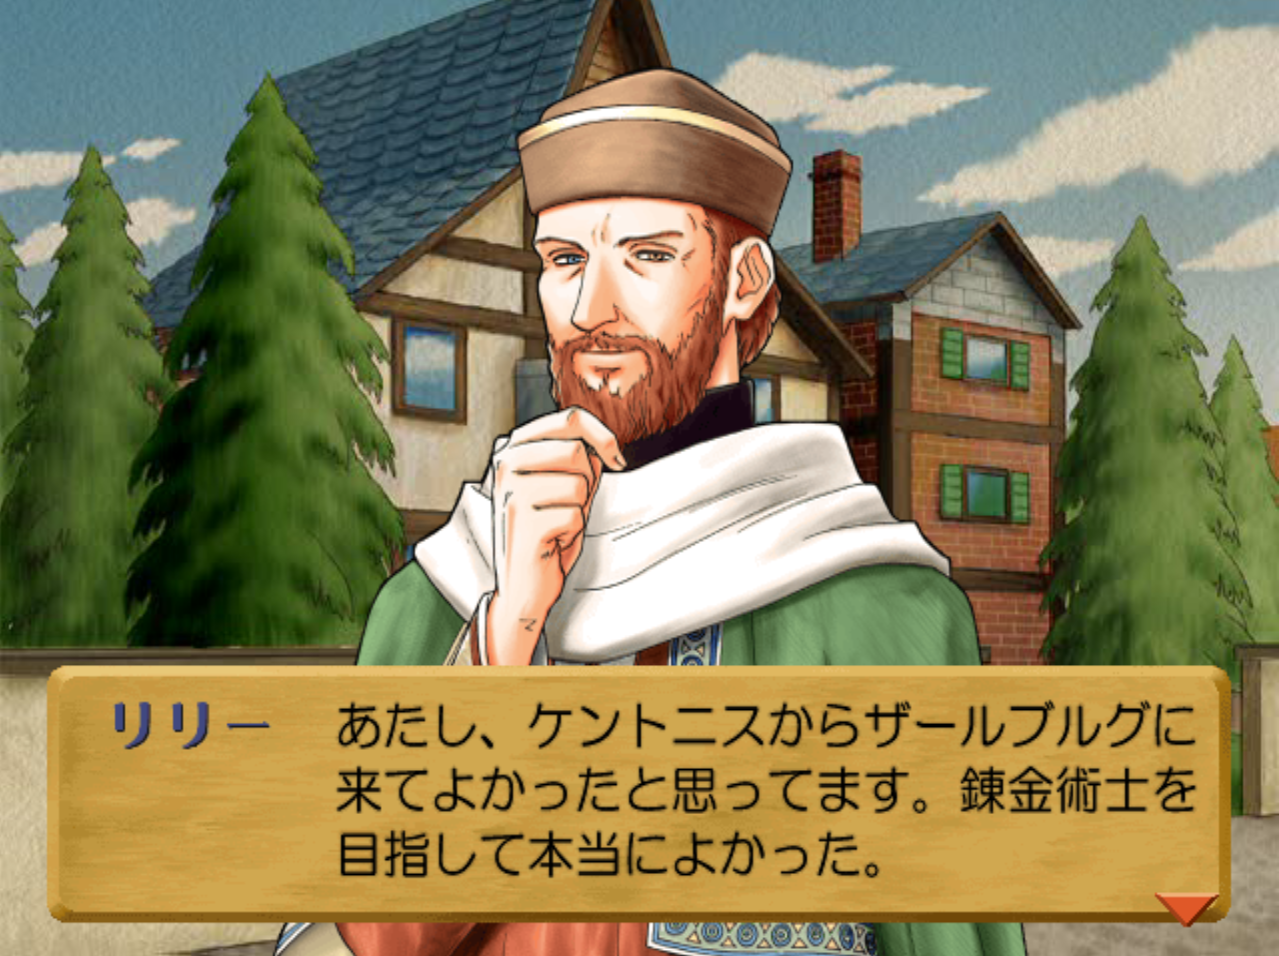 リリー
あたし、ケントニスからザールブルグに
来てよかったと思ってます。錬金術士を
目指して本当によかった。